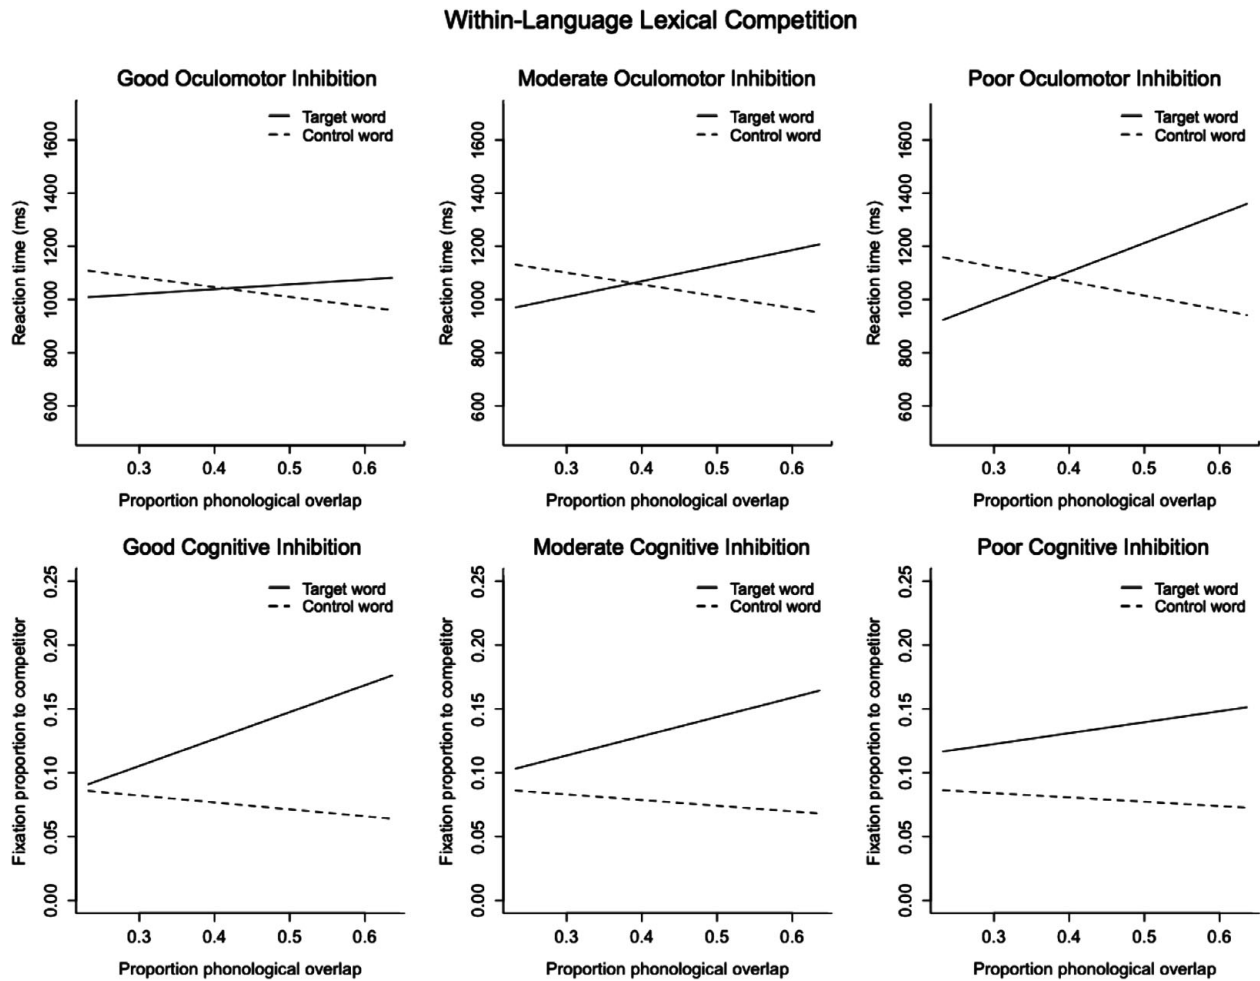 Within-Language Lexical Competition
Good Oculomotor Inhibition
Target word
Control word
Reaction time (ms)
1600
1400
1200
1000
800
600
0.3 0.4 0.5 0.6
Proportion phonological overlap
Moderate Oculomotor Inhibition
Target word
Control word
Reaction time (ms)
1600
1400
1200
1000
800
600
0.3 0.4 0.5 0.6
Proportion phonological overlap
Poor Oculomotor Inhibition
Target word
Control word
Reaction time (ms)
1600
1400
1200
1000
800
600
0.3 0.4 0.5 0.6
Proportion phonological overlap
Good Cognitive Inhibition
Target word
Control word
Fixation proportion to competitor
0.25
0.20
0.15
0.10
0.05
0.00
0.3 0.4 0.5 0.6
Proportion phonological overlap
Moderate Cognitive Inhibition
Target word
Control word
Fixation proportion to competitor
0.25
0.20
0.15
0.10
0.05
0.00
0.3 0.4 0.5 0.6
Proportion phonological overlap
Poor Cognitive Inhibition
Target word
Control word
Fixation proportion to competitor
0.25
0.20
0.15
0.10
0.05
0.00
0.3 0.4 0.5 0.6
Proportion phonological overlap